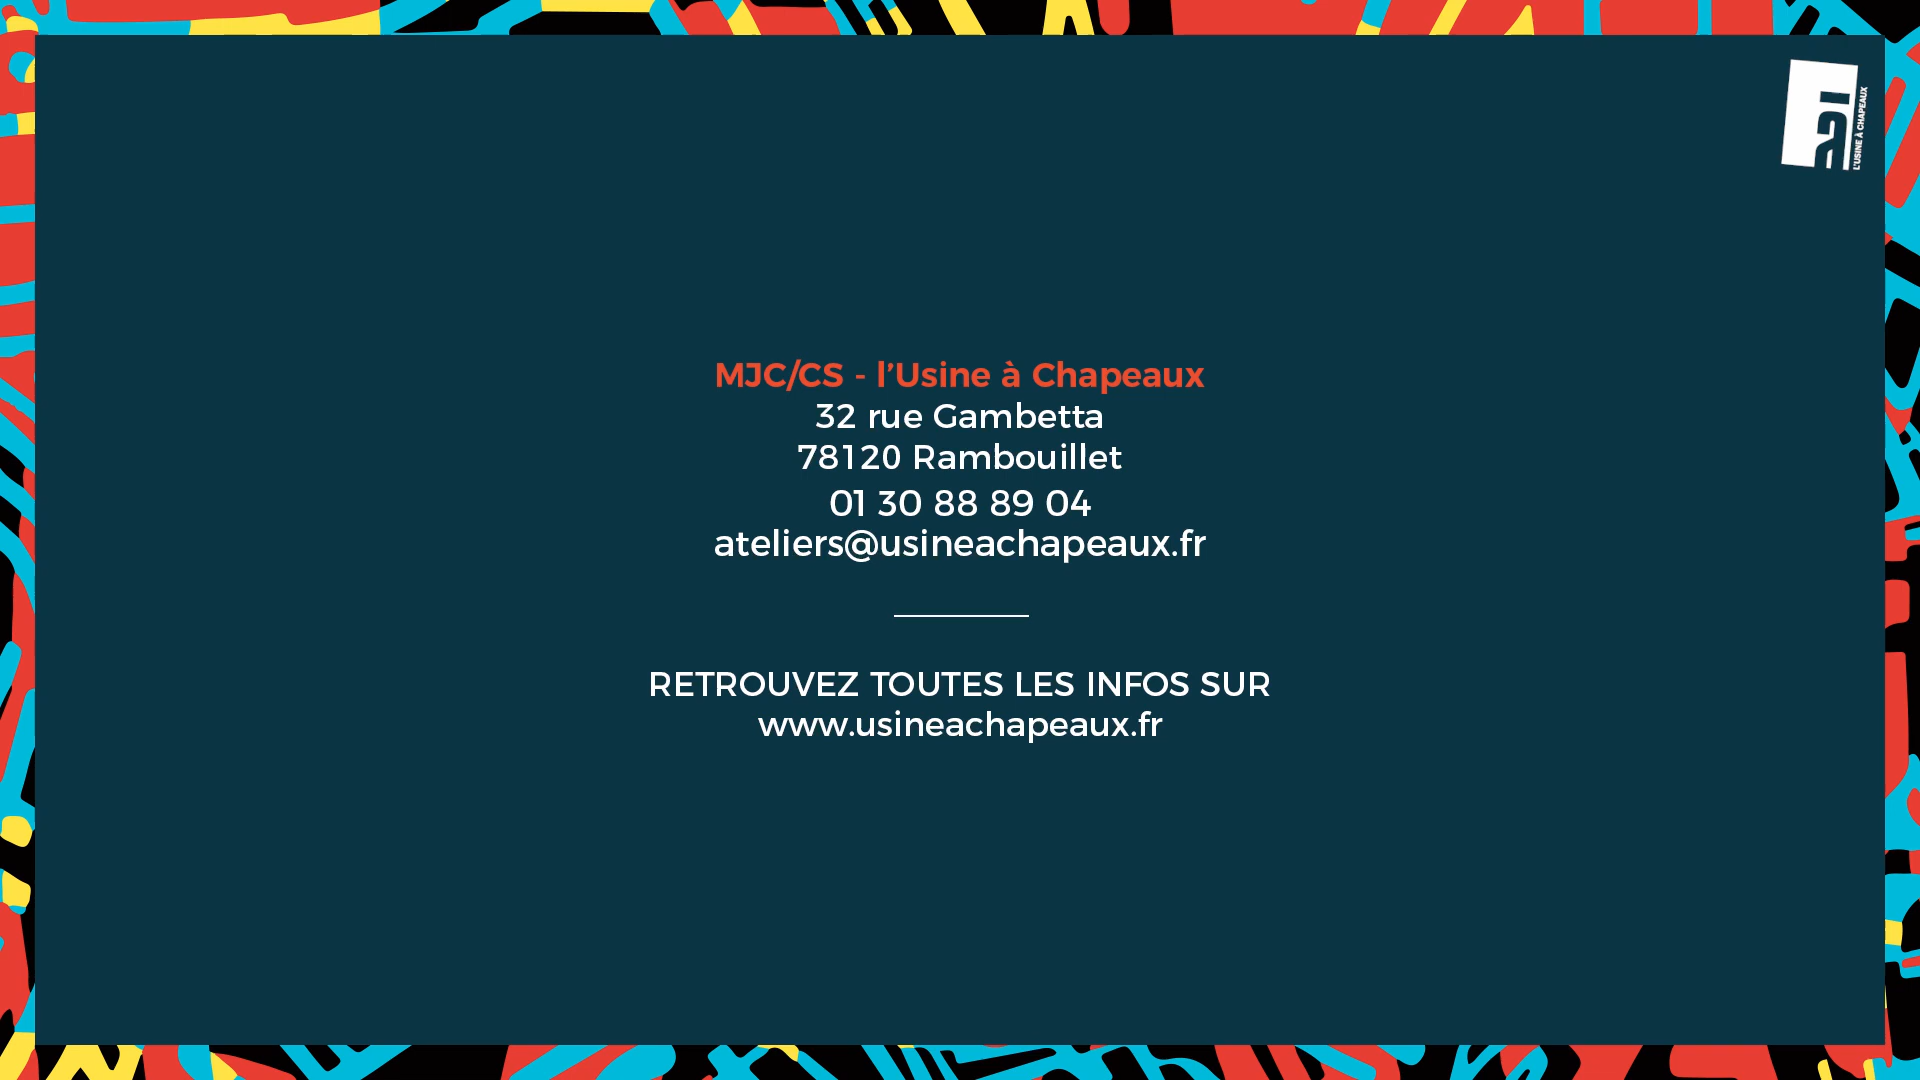 L'USINE À CHAPEAUX
MJC/CS - l’Usine à Chapeaux
32 rue Gambetta
78120 Rambouillet
01 30 88 89 04
ateliers@usineachapeaux.fr
RETROUVEZ TOUTES LES INFOS SUR
www.usineachapeaux.fr